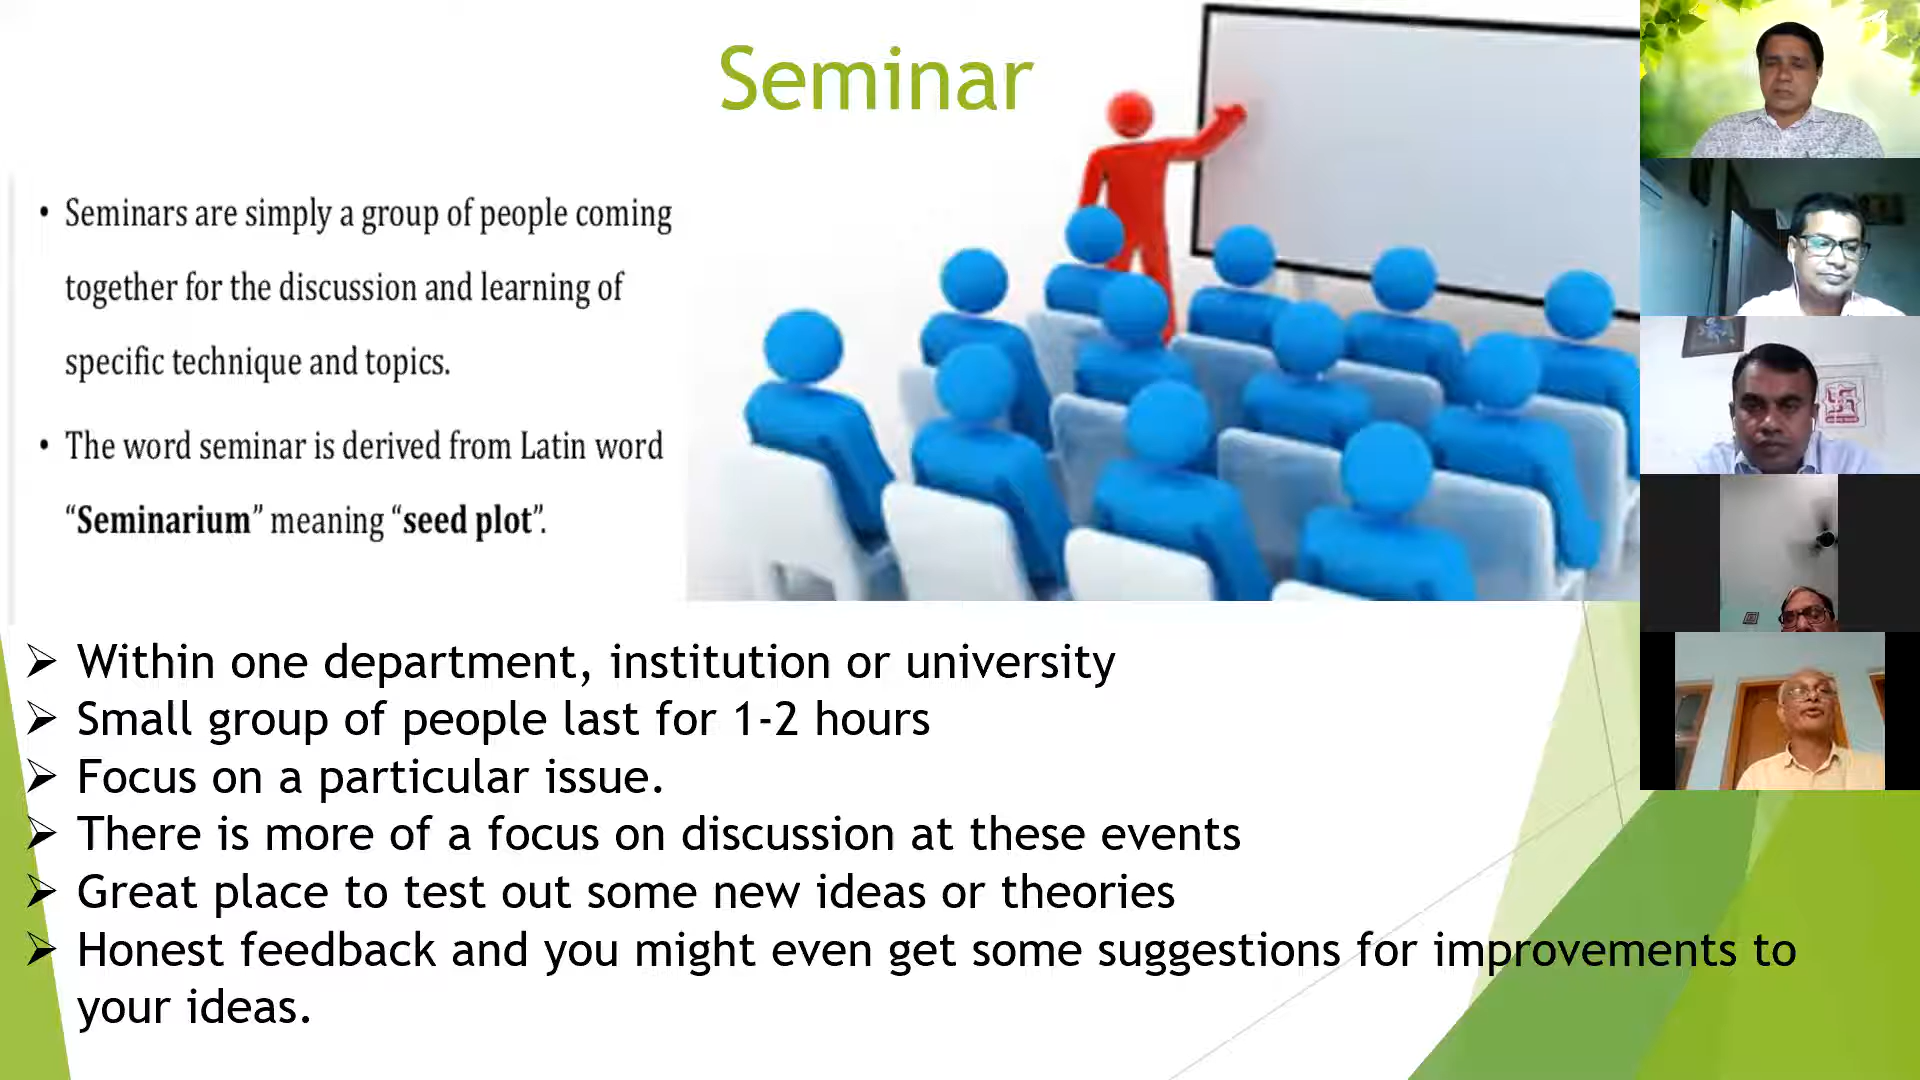 Seminar
• Seminars are simply a group of people coming
together for the discussion and learning of
specific technique and topics.
• The word seminar is derived from Latin word
“Seminarium” meaning “seed plot”.
➢ Within one department, institution or university
➢ Small group of people last for 1-2 hours
➢ Focus on a particular issue.
➢ There is more of a focus on discussion at these events
➢ Great place to test out some new ideas or theories
➢ Honest feedback and you might even get some suggestions for improvements to
your ideas.